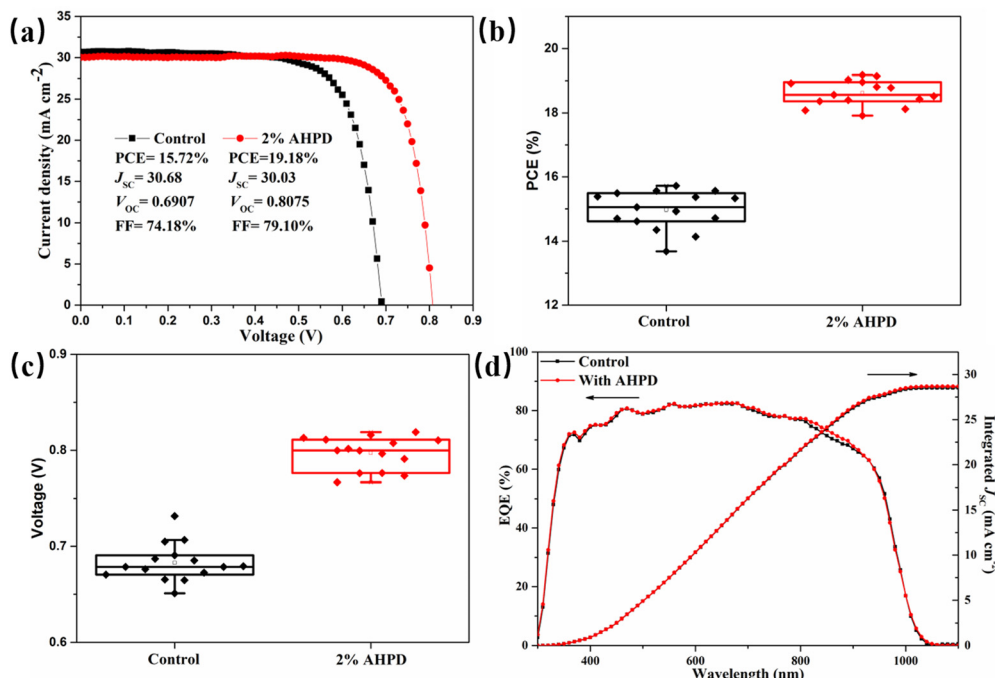 (a)
35
30
25
20
15
10
5
0
Current density (mA cm-2)
Control 2% AHPD
PCE= 15.72% PCE=19.18%
JSC = 30.68 JSC = 30.03
VOC = 0.6907 VOC = 0.8075
FF= 74.18% FF= 79.10%
0.0 0.1 0.2 0.3 0.4 0.5 0.6 0.7 0.8 0.9
Voltage (V)
(b)
20
18
16
14
12
PCE (%)
Control 2% AHPD
(c)
0.9
0.8
0.7
0.6
Voltage (V)
Control 2% AHPD
(d)
100
80
60
40
20
0
EQE (%)
Control
With AHPD
30
25
20
15
10
5
0
Integrated JSC (mA cm-2)
400 600 800 1000
Wavelength (nm)